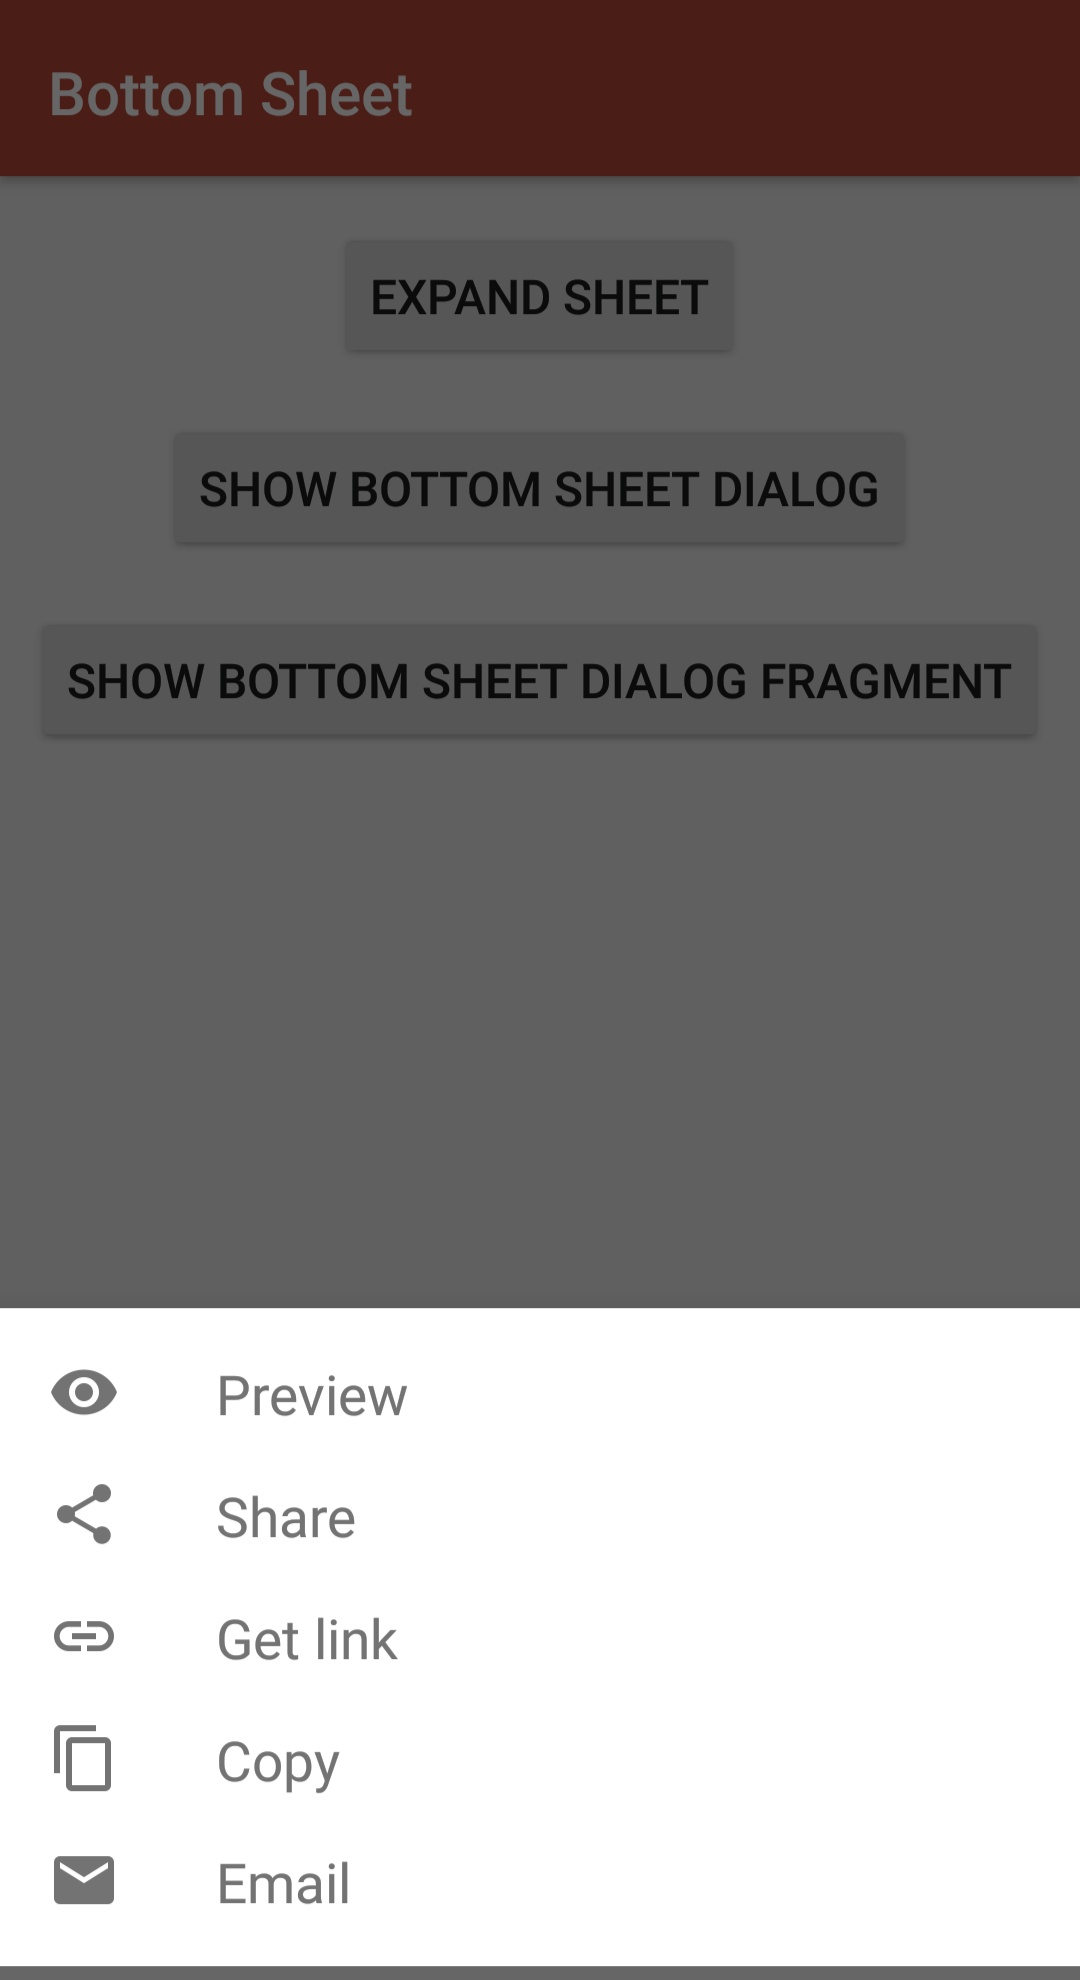 Bottom Sheet
EXPAND SHEET
SHOW BOTTOM SHEET DIALOG
SHOW BOTTOM SHEET DIALOG FRAGMENT
Preview
Share
Get link
Copy
Email